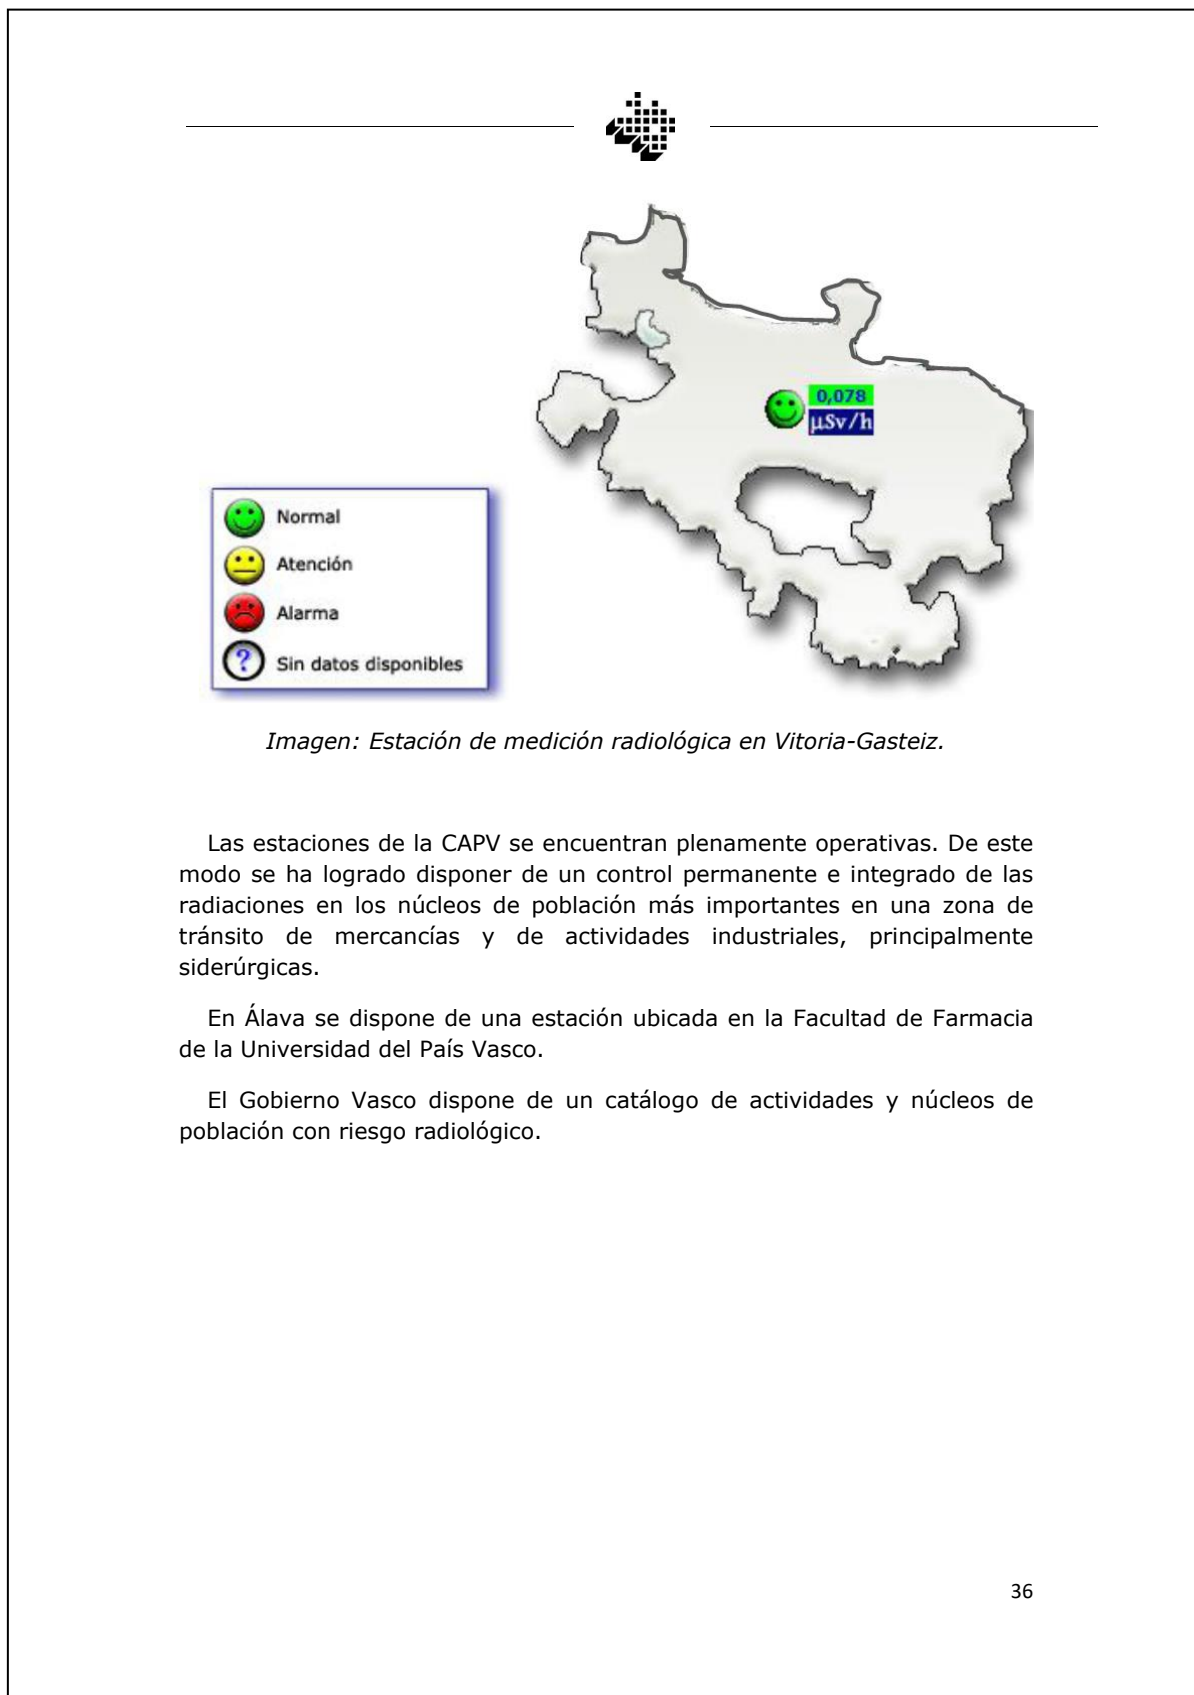 0,078
μSv/h
Normal
Atención
Alarma
?
Sin datos disponibles
Imagen: Estación de medición radiológica en Vitoria-Gasteiz.
Las estaciones de la CAPV se encuentran plenamente operativas. De este
modo se ha logrado disponer de un control permanente e integrado de las
radiaciones en los núcleos de población más importantes en una zona de
tránsito de mercancías y de actividades industriales, principalmente
siderúrgicas.
En Álava se dispone de una estación ubicada en la Facultad de Farmacia
de la Universidad del País Vasco.
El Gobierno Vasco dispone de un catálogo de actividades y núcleos de
población con riesgo radiológico.
36